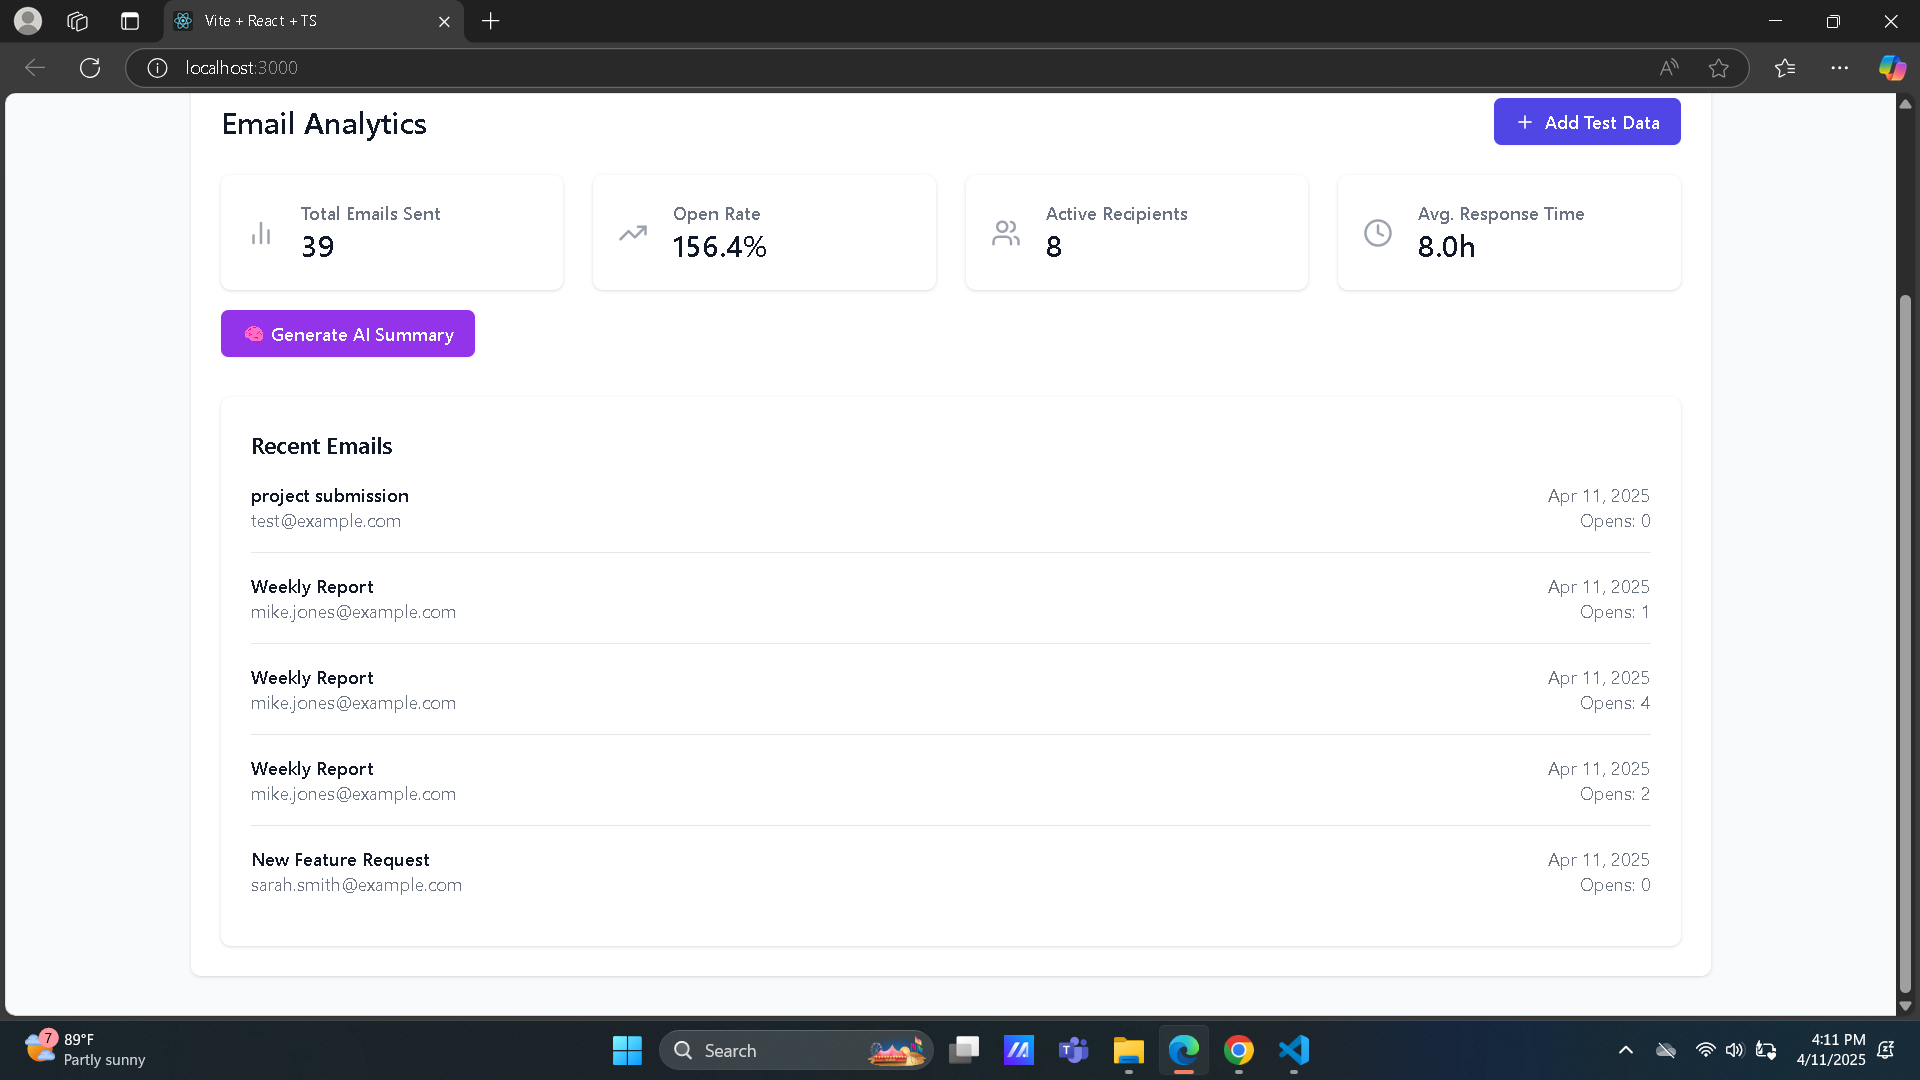 Vite + React + TS
localhost:3000
Email Analytics
Add Test Data
Total Emails Sent
39
Open Rate
156.4%
Active Recipients
8
Avg. Response Time
8.0h
Generate AI Summary
Recent Emails
project submission
Apr 11, 2025
test@example.com
Opens: 0
Weekly Report
Apr 11, 2025
mike.jones@example.com
Opens: 1
Weekly Report
Apr 11, 2025
mike.jones@example.com
Opens: 4
Weekly Report
Apr 11, 2025
mike.jones@example.com
Opens: 2
New Feature Request
Apr 11, 2025
sarah.smith@example.com
Opens: 0
7
89°F
Partly sunny
Search
4:11 PM
4/11/2025